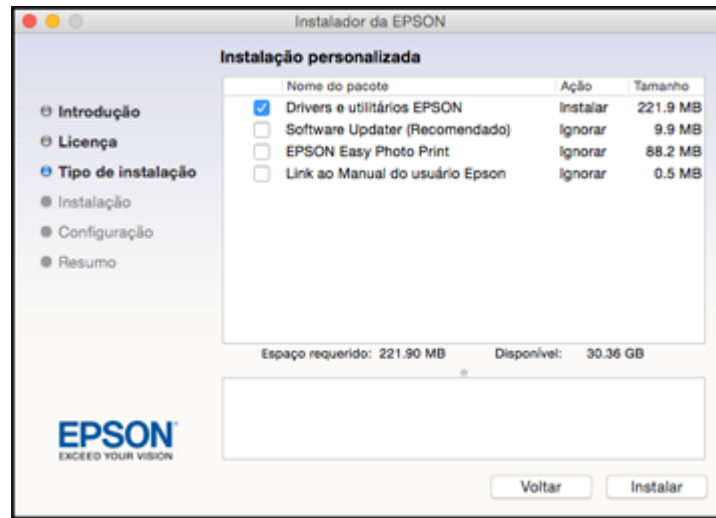 Instalador da EPSON
Instalação personalizada
Nome do pacote Ação Tamanho
Drivers e utilitários EPSON Instalar 221.9 MB
Software Updater (Recomendado) Ignorar 9.9 MB
EPSON Easy Photo Print Ignorar 88.2 MB
Link ao Manual do usuário Epson Ignorar 0.5 MB
Introdução
Licença
Tipo de instalação
Instalação
Configuração
Resumo
Espaço requerido: 221.90 MB Disponível: 30.36 GB
EPSON
EXCEED YOUR VISION
Voltar Instalar